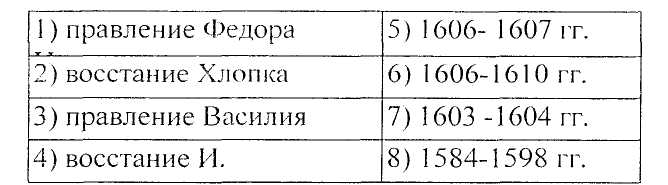 1) правление Федора
5) 1606- 1607 гг.
2) восстание Хлопка
6) 1606-1610 гг.
3) правление Василия
7) 1603 -1604 гг.
4) восстание И.
8) 1584-1598 гг.